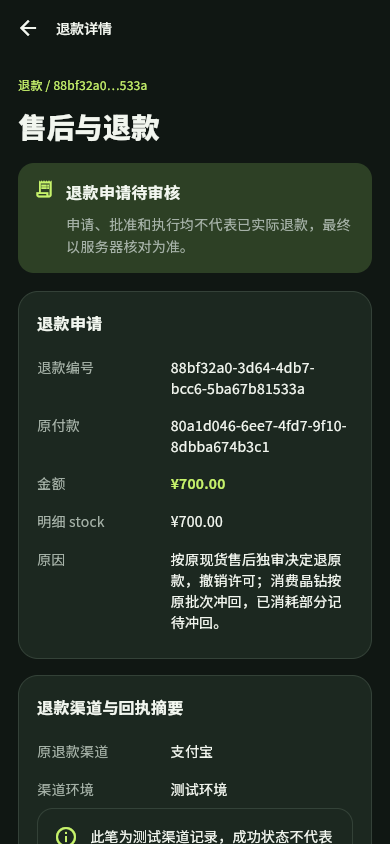 退款详情
退款 / 88bf32a0...533a
售后与退款
退款申请待审核
申请、批准和执行均不代表已实际退款，最终
以服务器核对为准。
退款申请
退款编号
88bf32a0-3d64-4db7-
bcc6-5ba67b81533a
原付款
80a1d046-6ee7-4fd7-9f10-
8dbba674b3c1
金额
¥700.00
明细 stock
¥700.00
原因
按原现货售后独审决定退原
款，撤销许可；消费晶钻按
原批次冲回，已消耗部分记
待冲回。
退款渠道与回执摘要
原退款渠道
支付宝
渠道环境
测试环境
此笔为测试渠道记录，成功状态不代表